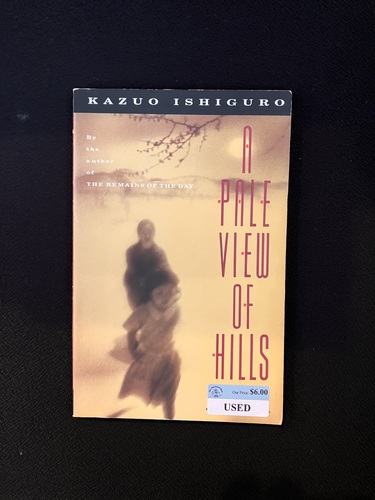 KAZUO ISHIGURO
By
the
author
of
THE REMAINS OF THE DAY
A
PALE
VIEW
OF
HILLS
$6.00
USED